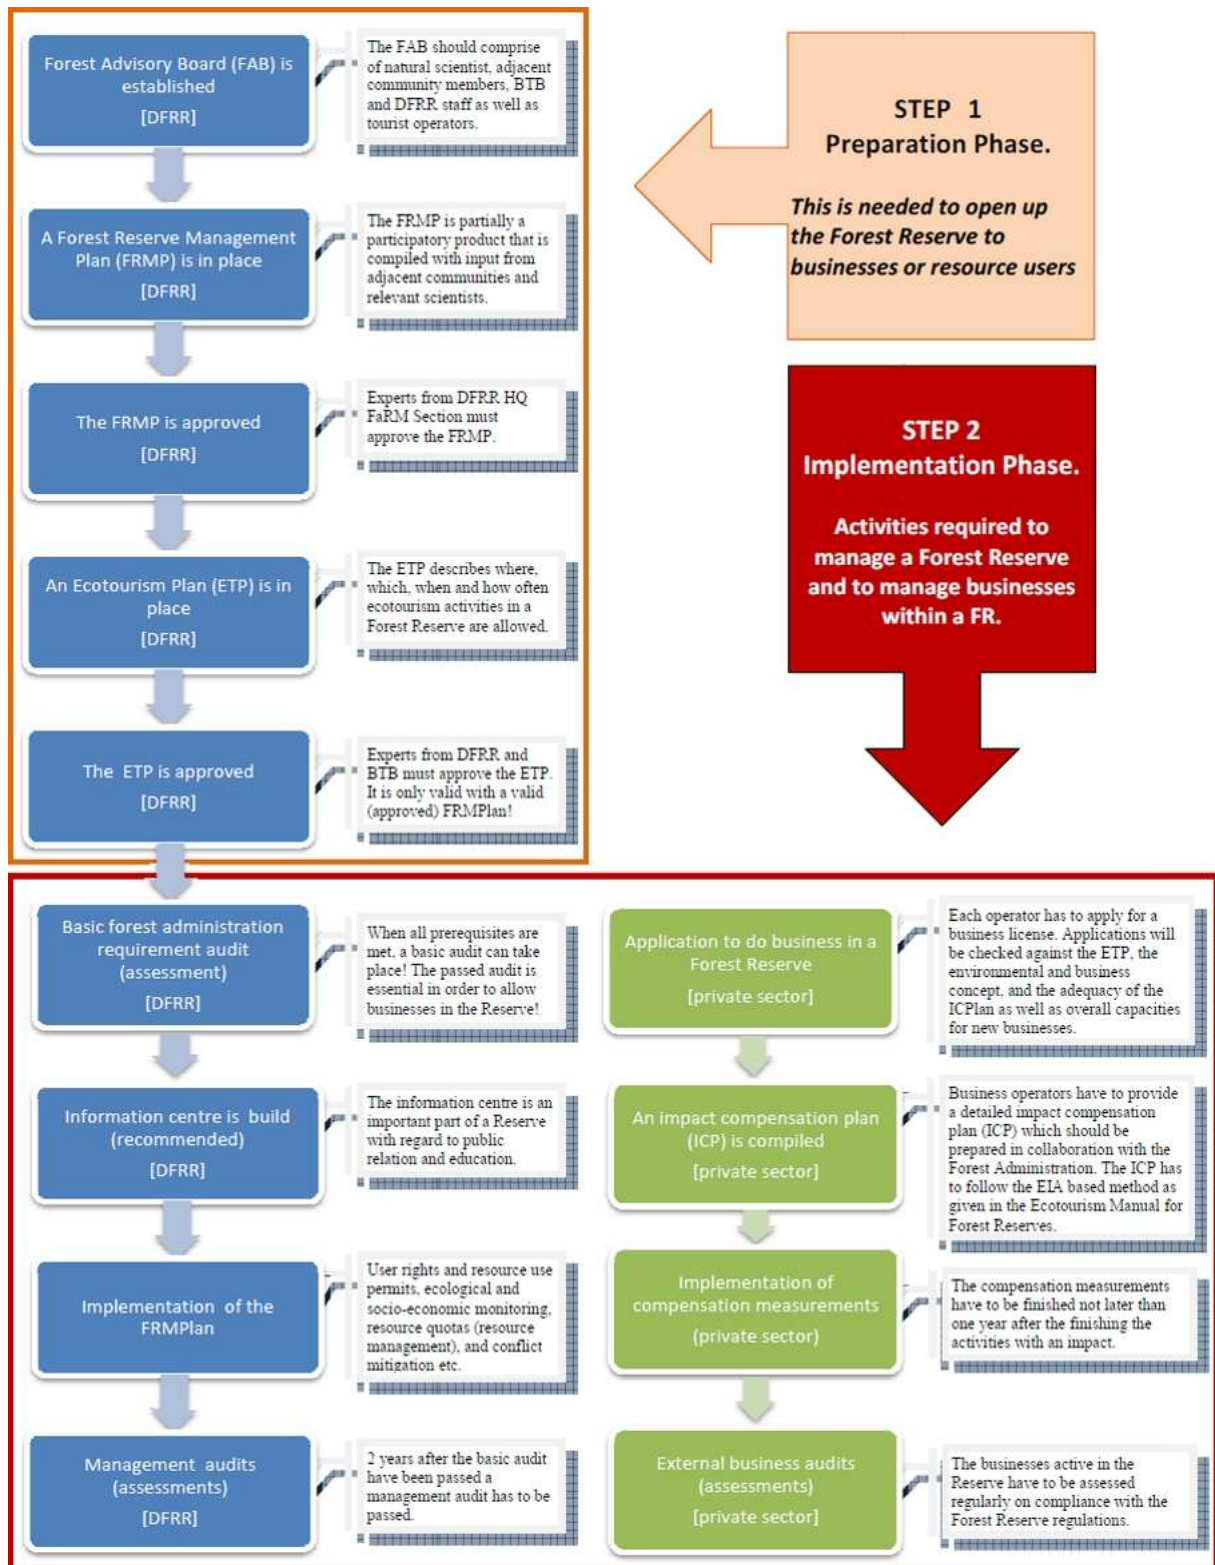 Forest Advisory Board (FAB) is
established
[DFRR]
The FAB should comprise
of natural scientist, adjacent
community members, BTB
and DFRR staff as well as
tourist operators.
STEP 1
Preparation Phase.
This is needed to open up
the Forest Reserve to
businesses or resource users
A Forest Reserve Management
Plan (FRMP) is in place
[DFRR]
The FRMP is partially a
participatory product that is
compiled with input from
adjacent communities and
relevant scientists.
The FRMP is approved
[DFRR]
Experts from DFRR HQ
FaRM Section must
approve the FRMP.
STEP 2
Implementation Phase.
Activities required to
manage a Forest Reserve
and to manage businesses
within a FR.
An Ecotourism Plan (ETP) is in
place
[DFRR]
The ETP describes where,
which, when and how often
ecotourism activities in a
Forest Reserve are allowed.
The ETP is approved
[DFRR]
Experts from DFRR and
BTB must approve the ETP.
It is only valid with a valid
(approved) FRMPlan!
Basic forest administration
requirement audit
(assessment)
[DFRR]
When all prerequisites are
met, a basic audit can take
place! The passed audit is
essential in order to allow
businesses in the Reserve!
Application to do business in a
Forest Reserve
[private sector]
Each operator has to apply for a
business license. Applications will
be checked against the ETP, the
environmental and business
concept, and the adequacy of the
ICPlan as well as overall capacities
for new businesses.
Information centre is build
(recommended)
[DFRR]
The information centre is an
important part of a Reserve
with regard to public
relation and education.
An impact compensation plan
(ICP) is compiled
[private sector]
Business operators have to provide
a detailed impact compensation
plan (ICP) which should be
prepared in collaboration with the
Forest Administration. The ICP has
to follow the EIA based method as
given in the Ecotourism Manual for
Forest Reserves.
Implementation of the
FRMPlan
User rights and resource use
permits, ecological and
socio-economic monitoring,
resource quotas (resource
management), and conflict
mitigation etc.
Implementation of
compensation measurements
(private sector)
The compensation measurements
have to be finished not later than
one year after the finishing the
activities with an impact.
Management audits
(assessments)
[DFRR]
2 years after the basic audit
have been passed a
management audit has to be
passed.
External business audits
(assessments)
[private sector]
The businesses active in the
Reserve have to be assessed
regularly on compliance with the
Forest Reserve regulations.